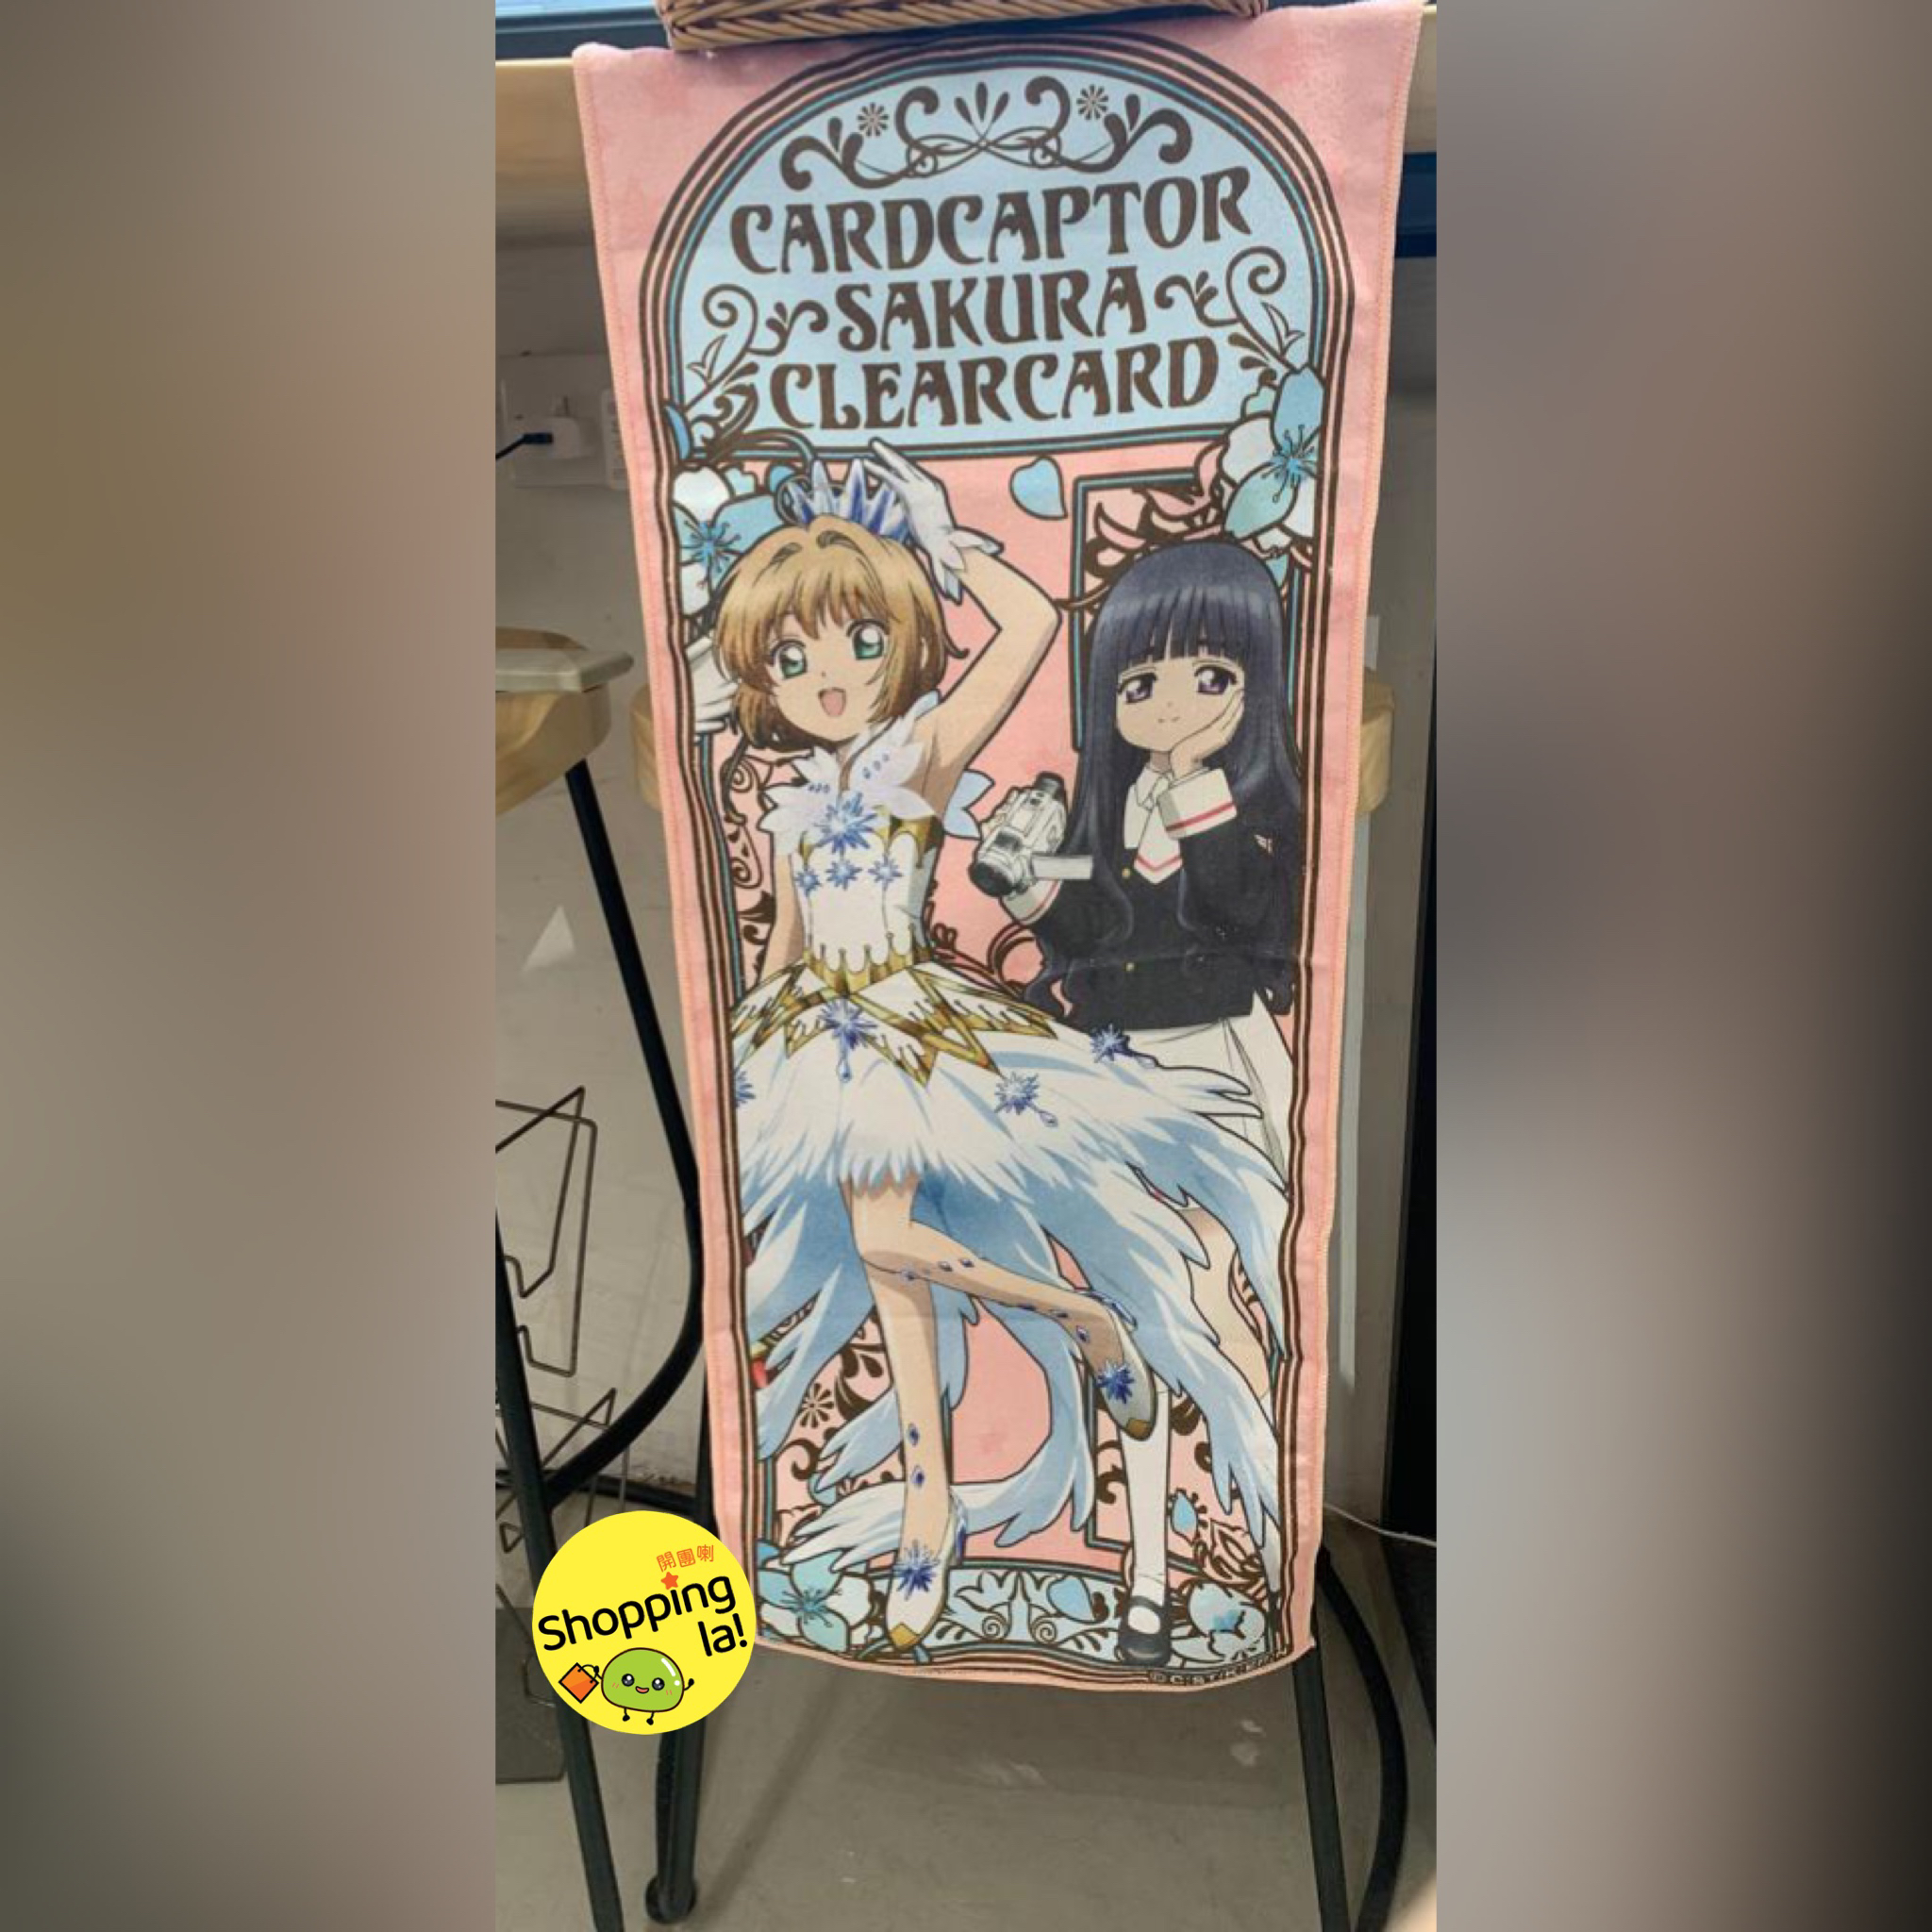 CARDCAPTOR
SAKURA
CLEARCARD
開團喇
Shopping
la!